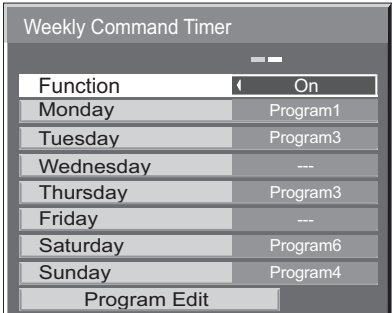 Weekly Command Timer
Function On
Monday Program1
Tuesday Program3
Wednesday ---
Thursday Program3
Friday ---
Saturday Program6
Sunday Program4
Program Edit